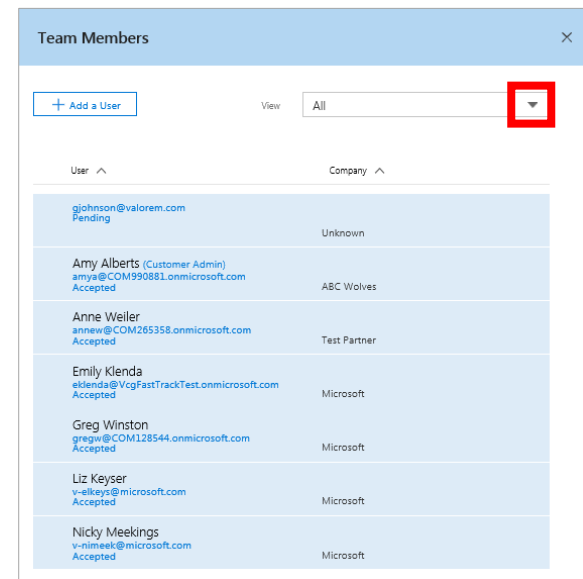 Team Members
+ Add a User
View
All
User
Company
gjohnson@valorem.com
Pending
Unknown
Amy Alberts (Customer Admin)
amya@COM990881.onmicrosoft.com
Accepted
ABC Wolves
Anne Weiler
annew@COM265358.onmicrosoft.com
Accepted
Test Partner
Emily Klenda
eklenda@VcgFastTrackTest.onmicrosoft.com
Accepted
Microsoft
Greg Winston
gregw@COM128544.onmicrosoft.com
Accepted
Microsoft
Liz Keyser
v-elkeys@microsoft.com
Accepted
Microsoft
Nicky Meekings
v-nimeek@microsoft.com
Accepted
Microsoft